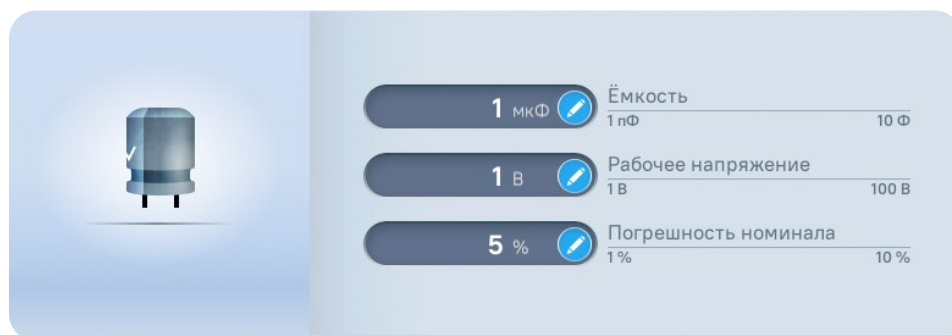 1 мкФ
Ёмкость
1 пФ 10 Ф
1 В
Рабочее напряжение
1 В 100 В
5 %
Погрешность номинала
1 % 10 %